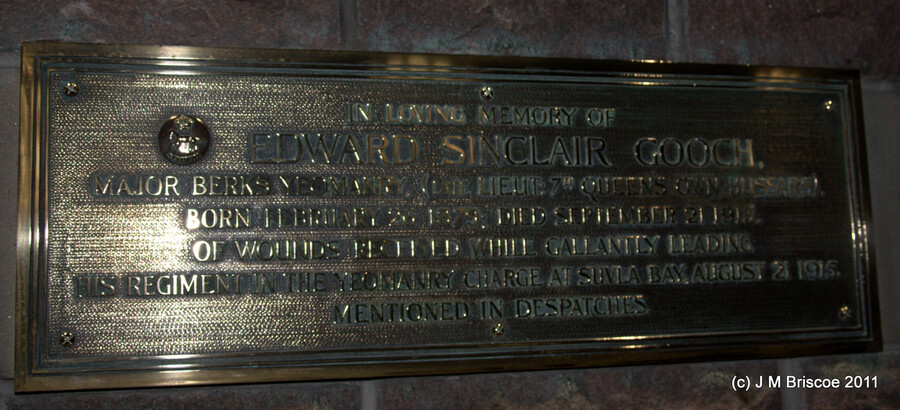 IN LOVING MEMORY OF
EDWARD SINCLAIR GOOCH.
MAJOR BERKS YEOMANRY, (LATE LIEUT: 7TH QUEENS OWN HUSSARS).
BORN FEBRUARY 26 1879; DIED SEPTEMBER 21 1915.
OF WOUNDS RECEIVED WHILE GALLANTLY LEADING
HIS REGIMENT IN THE YEOMANRY CHARGE AT SUVLA BAY, AUGUST 21 1915.
MENTIONED IN DESPATCHES.
(c) J M Briscoe 2011